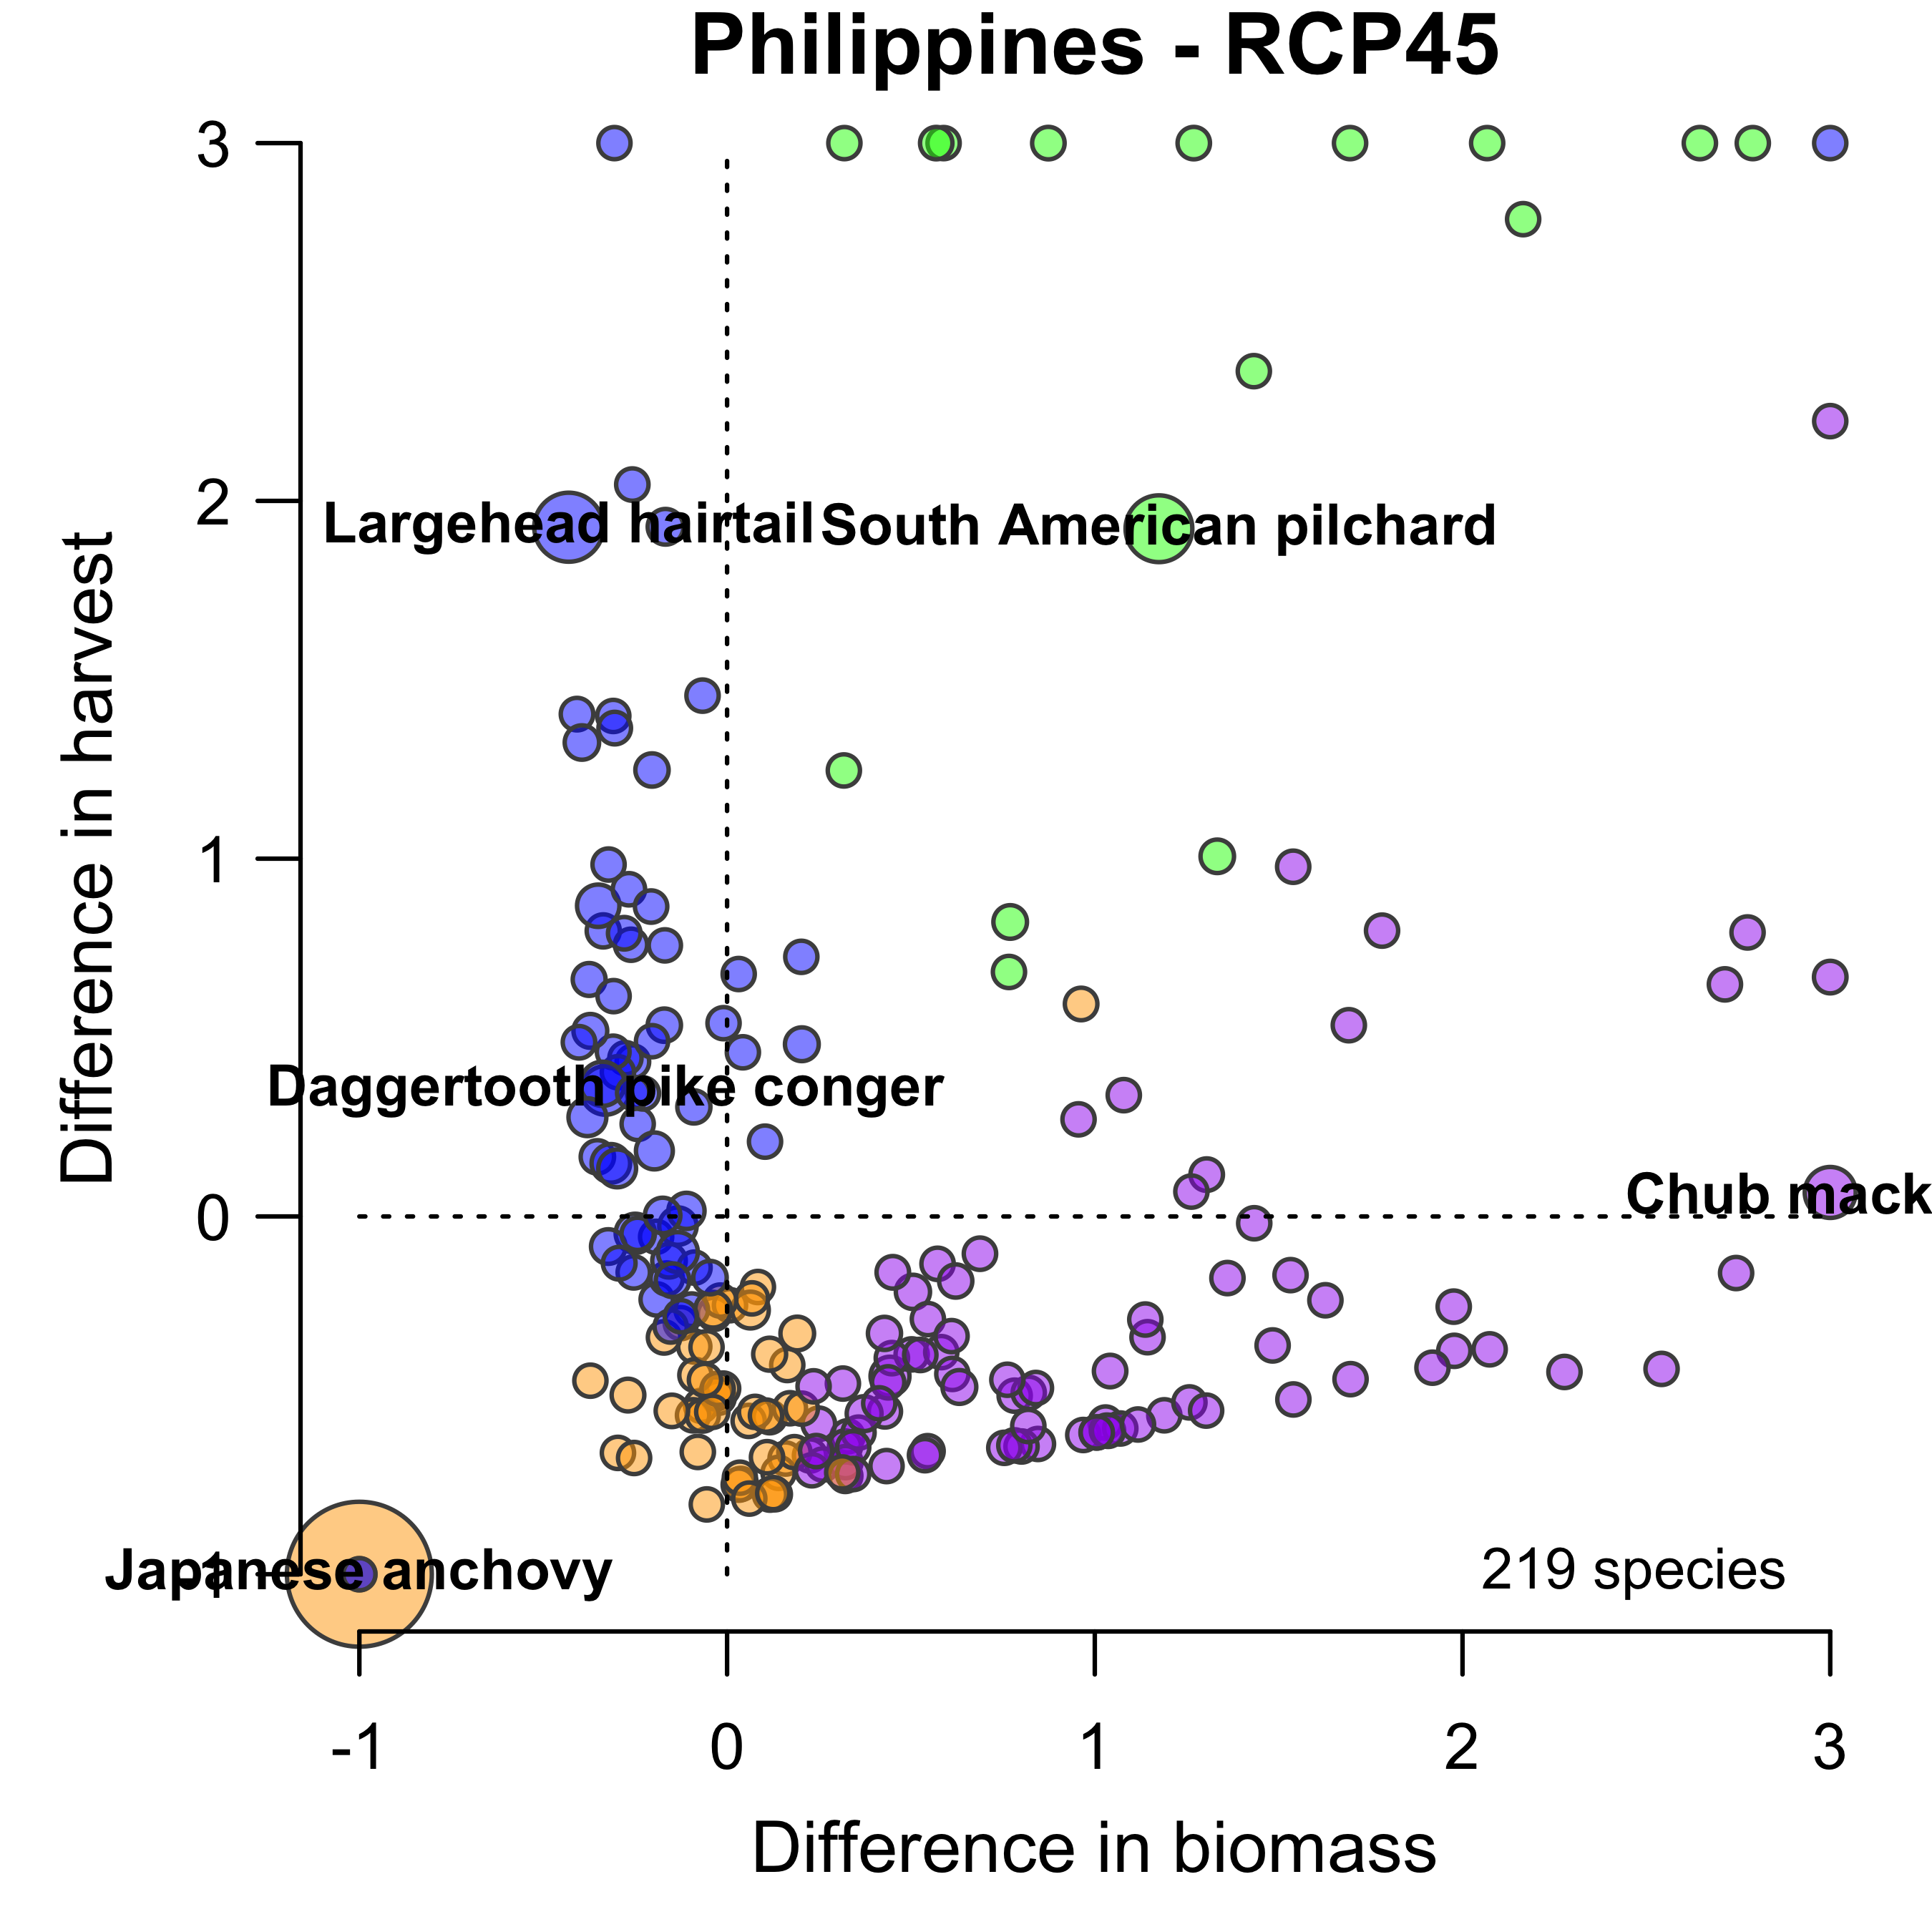 Philippines - RCP45
3
2
1
0
-1
Difference in harvest
Largehead hairtail
South American pilchard
Daggertooth pike conger
Chub mack
Japanese anchovy
219 species
-1
0
1
2
3
Difference in biomass